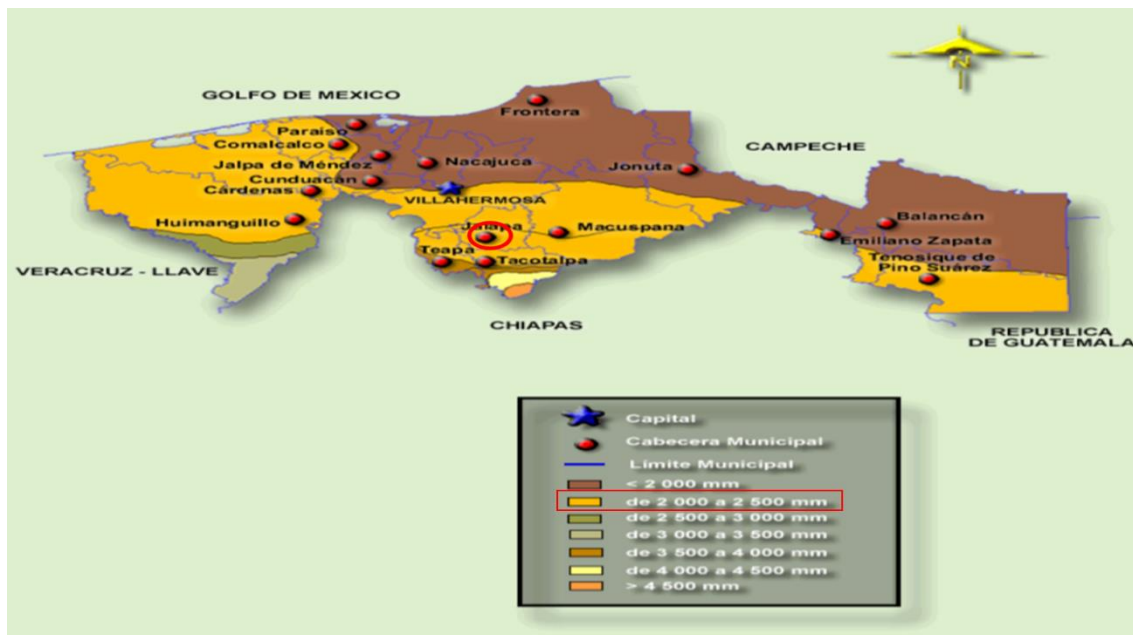 N
GOLFO DE MEXICO
Frontera
Paraíso
Comalcalco
CAMPECHE
Jalpa de Méndez
Nacajuca
Jonuta
Cunduacán
Cárdenas
VILLAHERMOSA
Huimanguillo
Jalapa
Macuspana
Balancán
Emiliano Zapata
Teapa
Tacotalpa
Tenosique de
Pino Suárez
VERACRUZ - LLAVE
CHIAPAS
REPUBLICA
DE GUATEMALA
Capital
Cabecera Municipal
Límite Municipal
< 2 000 mm
de 2 000 a 2 500 mm
de 2 500 a 3 000 mm
de 3 000 a 3 500 mm
de 3 500 a 4 000 mm
de 4 000 a 4 500 mm
> 4 500 mm